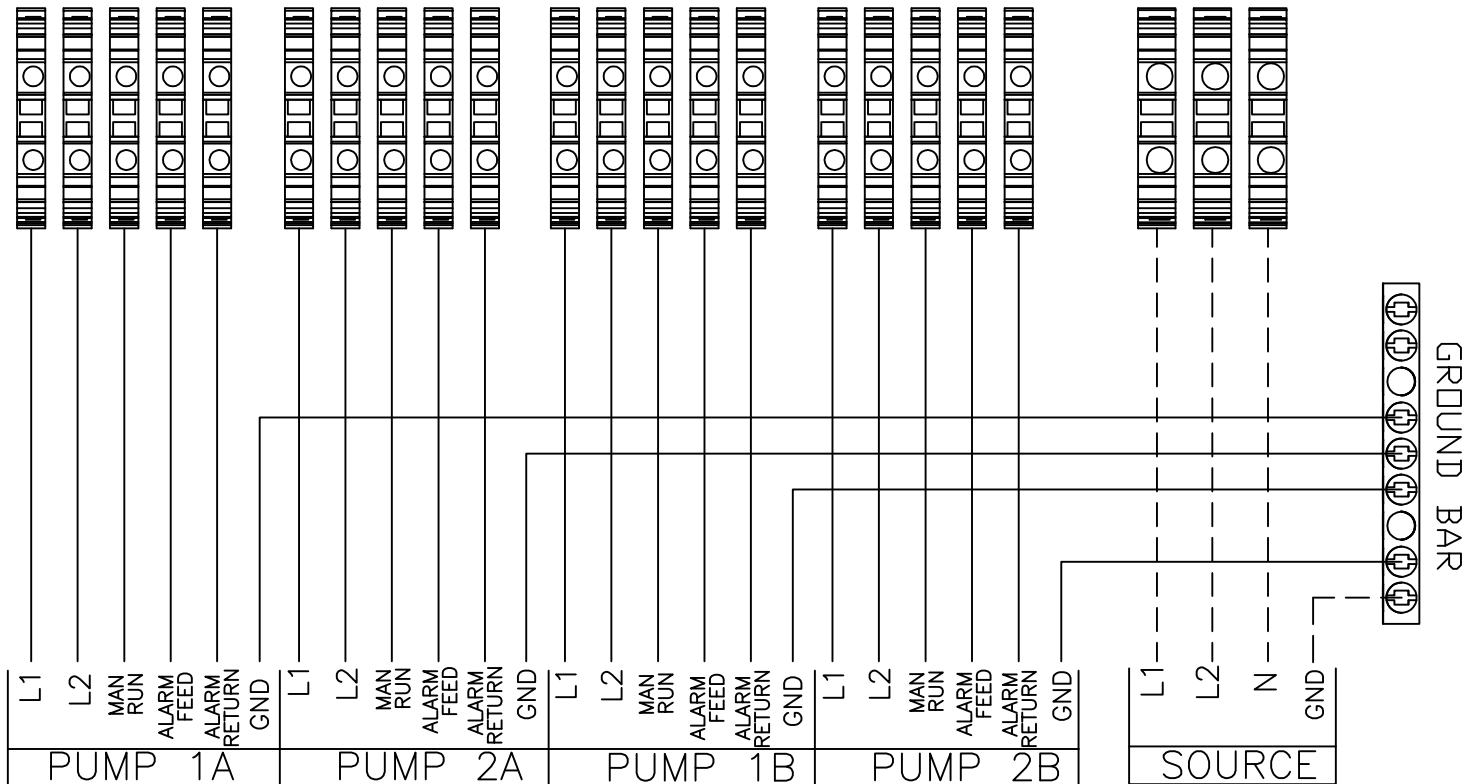 L1
L2
MAN
RUN
ALARM
FEED
ALARM
RETURN
GND
PUMP 1A
L1
L2
MAN
RUN
ALARM
FEED
ALARM
RETURN
GND
PUMP 2A
L1
L2
MAN
RUN
ALARM
FEED
ALARM
RETURN
GND
PUMP 1B
L1
L2
MAN
RUN
ALARM
FEED
ALARM
RETURN
GND
PUMP 2B
L1
L2
N
GND
SOURCE
GROUND BAR